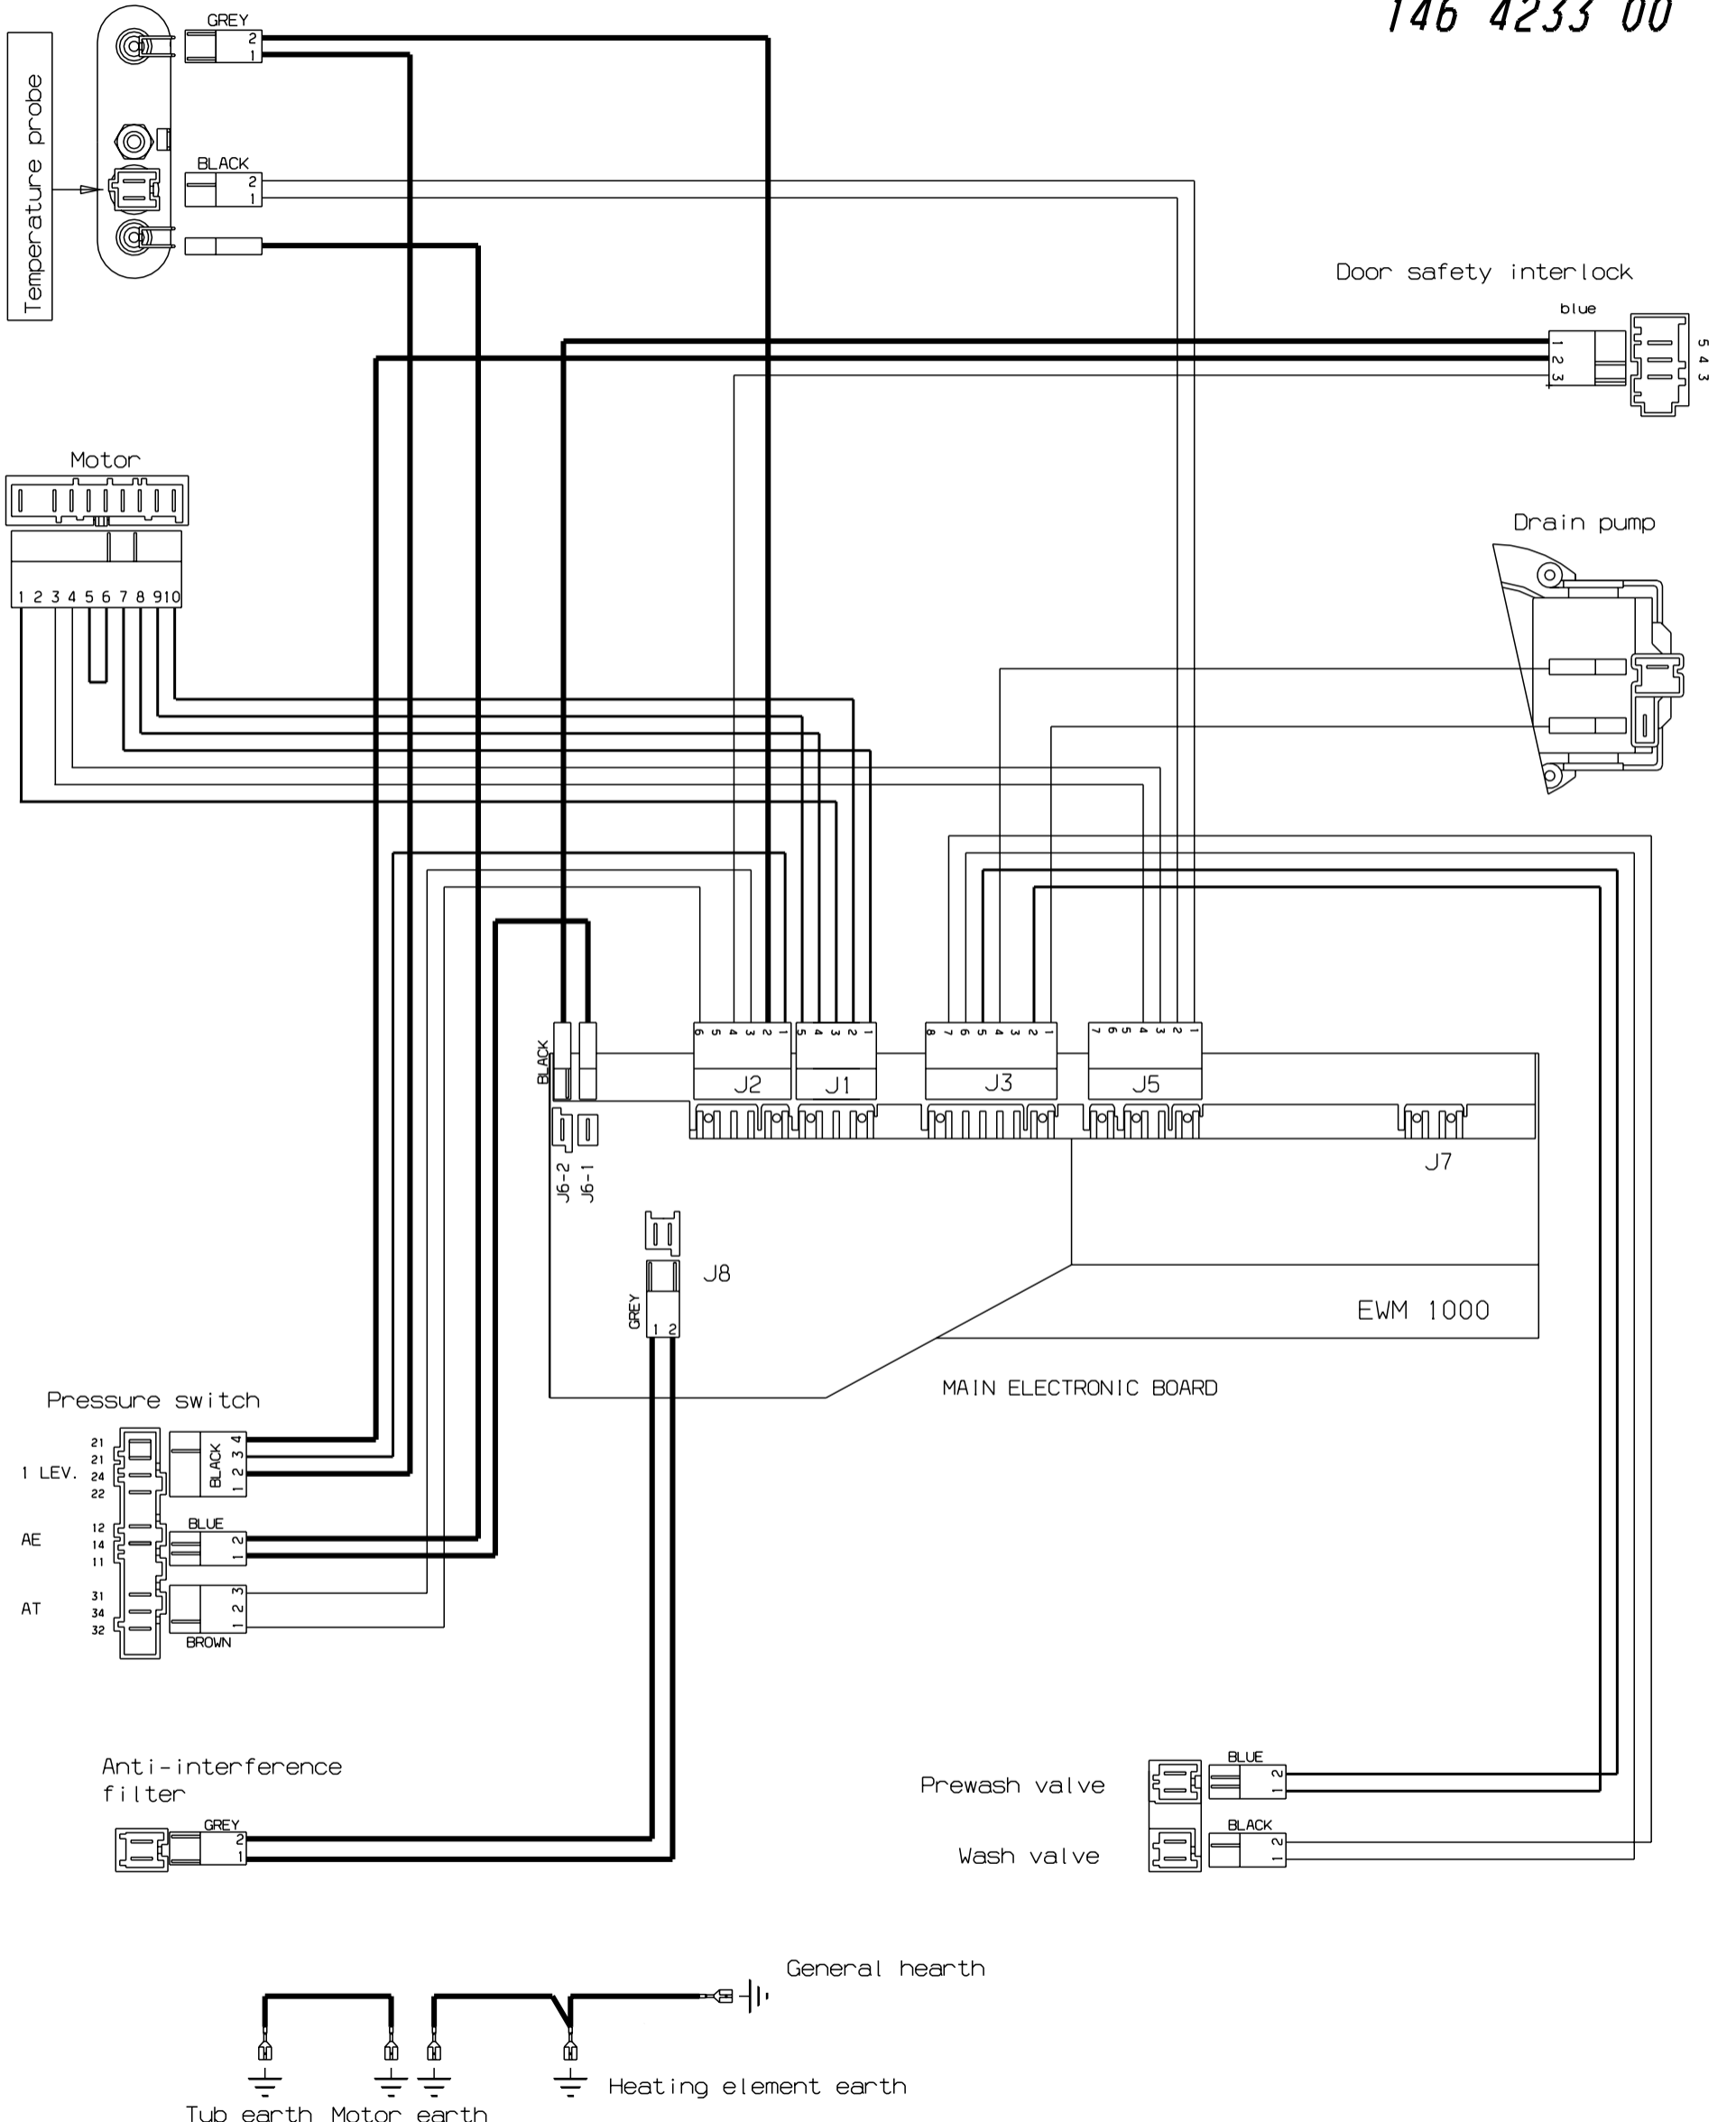 146 4233 00
GREY
2
1
Temperature probe
BLACK
2
1
Door safety interlock
blue
1 2 3
5 4 3
Motor
1 2 3 4 5 6 7 8 9 10
Drain pump
BLACK
6 5 4 3 2 1
5 4 3 2 1
8 7 6 5 4 3 2 1
7 6 5 4 3 2 1
J2
J1
J3
J5
J6-2
J6-1
J7
J8
GREY
1 2
EWM 1000
MAIN ELECTRONIC BOARD
Pressure switch
21
21
1 LEV.
24
22
BLACK
1 2 3 4
BLUE
12
AE
14
11
1 2
31
AT
34
32
1 2 3
BROWN
Anti-interference
filter
GREY
2
1
Prewash valve
BLUE
1 2
Wash valve
BLACK
1 2
General hearth
Heating element earth
Tub earth Motor earth